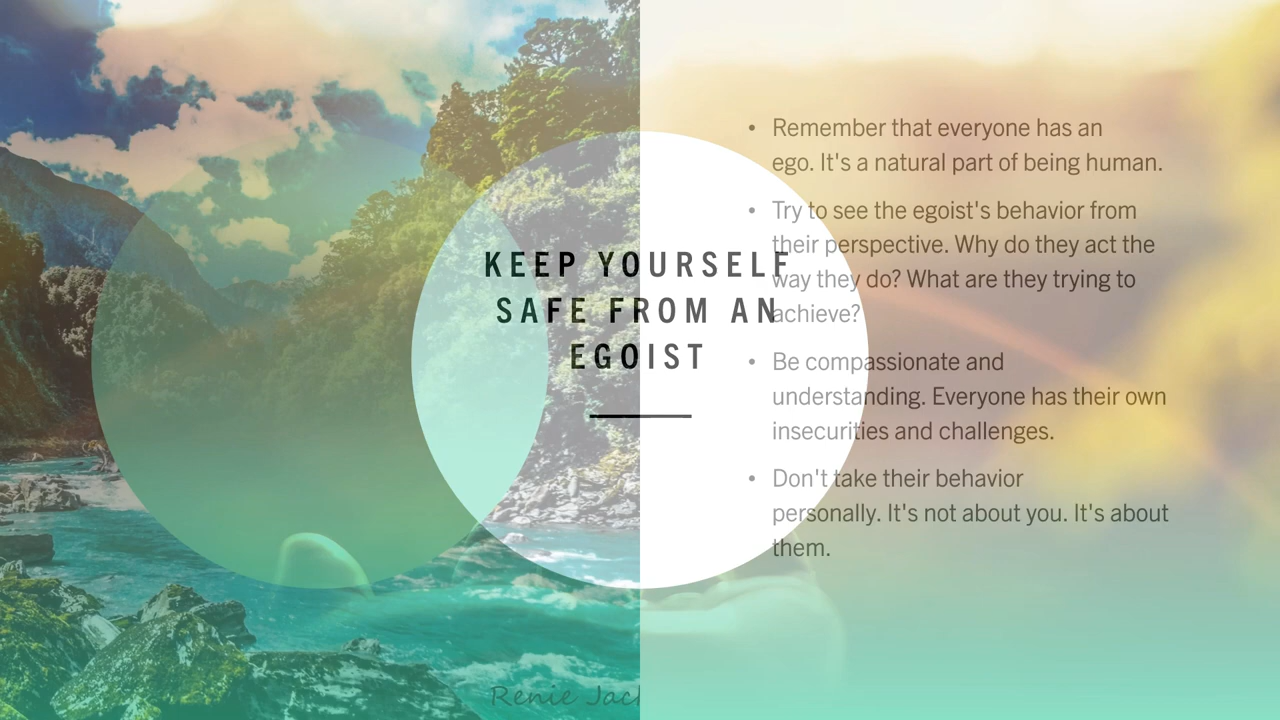 KEEP YOURSELF
SAFE FROM AN
EGOIST
• Remember that everyone has an
ego. It's a natural part of being human.
• Try to see the egoist's behavior from
their perspective. Why do they act the
way they do? What are they trying to
achieve?
• Be compassionate and
understanding. Everyone has their own
insecurities and challenges.
• Don't take their behavior
personally. It's not about you. It's about
them.
Renie